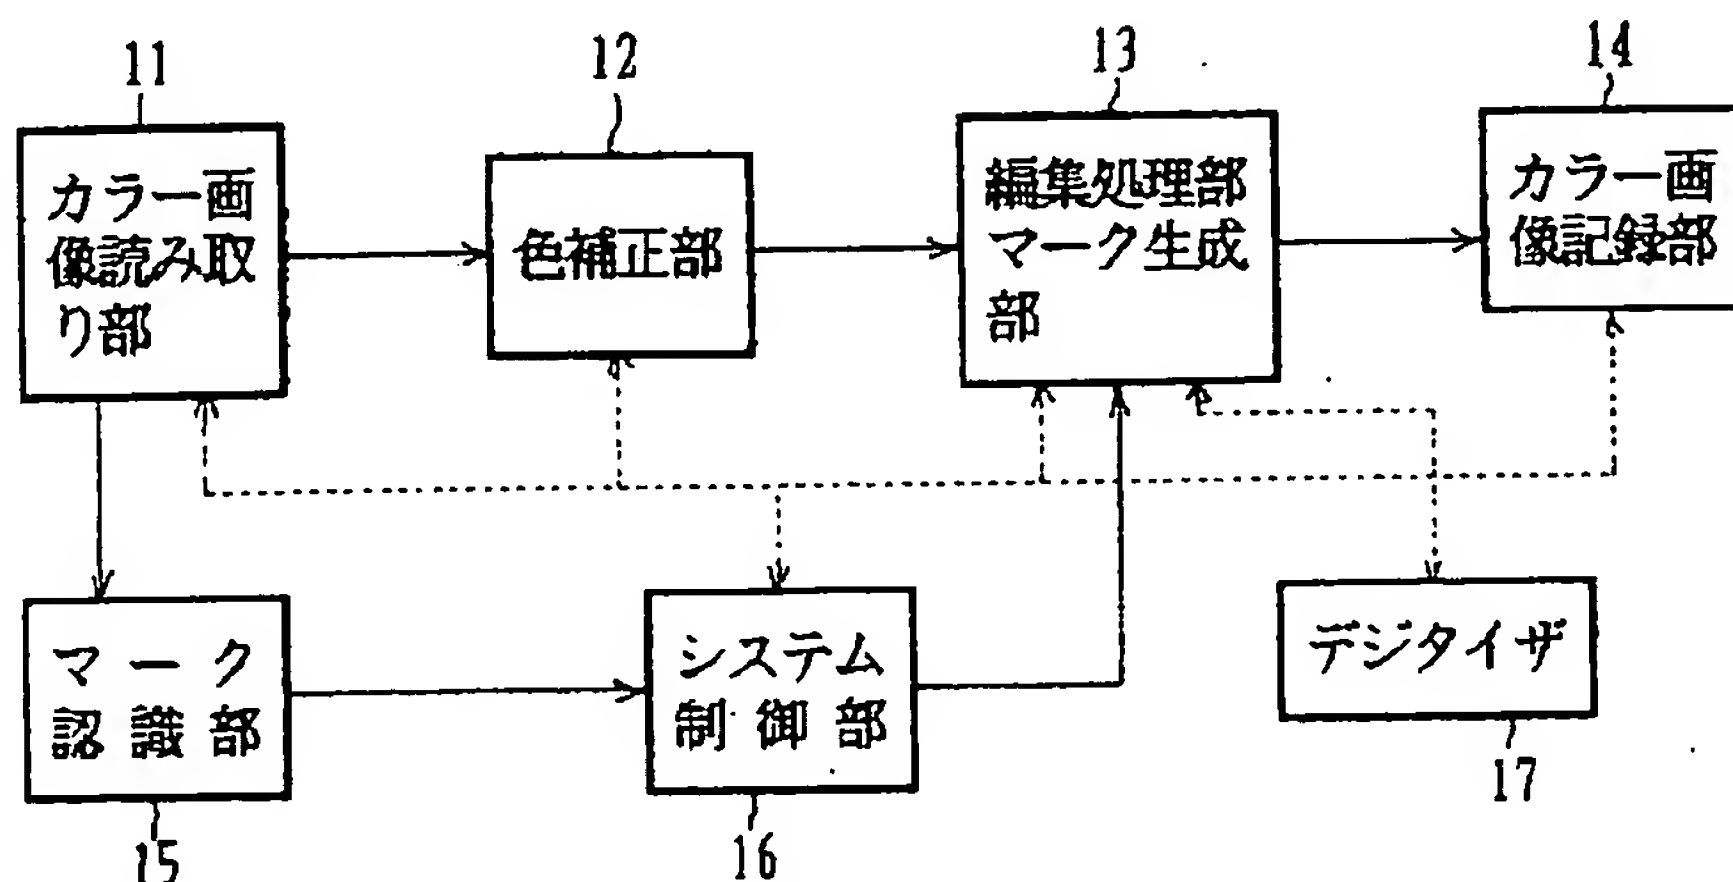 11
カラー画
像読み取
り部
12
色補正部
13
編集処理部
マーク生成
部
14
カラー画
像記録部
マーク
認識部
15
システム
制御部
16
デジタイザ
17